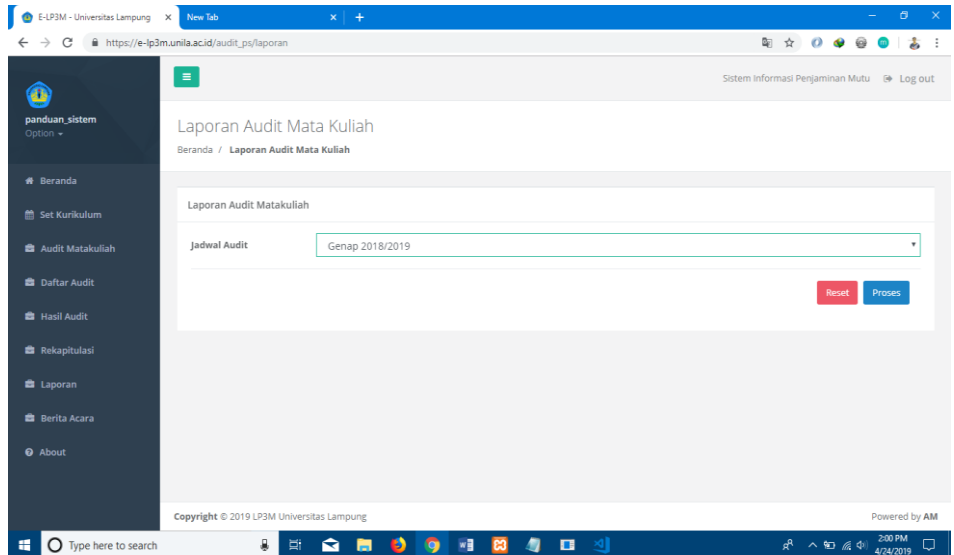 E-LP3M - Universitas Lampung
New Tab
https://e-lp3m.unila.ac.id/audit_ps/laporan
Sistem Informasi Penjaminan Mutu
Log out
panduan_sistem
Option
Laporan Audit Mata Kuliah
Beranda / Laporan Audit Mata Kuliah
Beranda
Set Kurikulum
Audit Matakuliah
Daftar Audit
Hasil Audit
Rekapitulasi
Laporan
Berita Acara
About
Laporan Audit Matakuliah
Jadwal Audit
Genap 2018/2019
Reset
Proses
Copyright © 2019 LP3M Universitas Lampung
Powered by AM
Type here to search
2:00 PM
4/24/2019